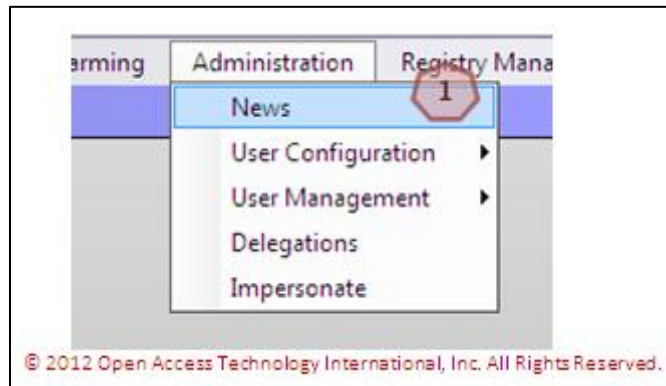 arming Administration Registry Mana
1
News
User Configuration
User Management
Delegations
Impersonate
© 2012 Open Access Technology International, Inc. All Rights Reserved.